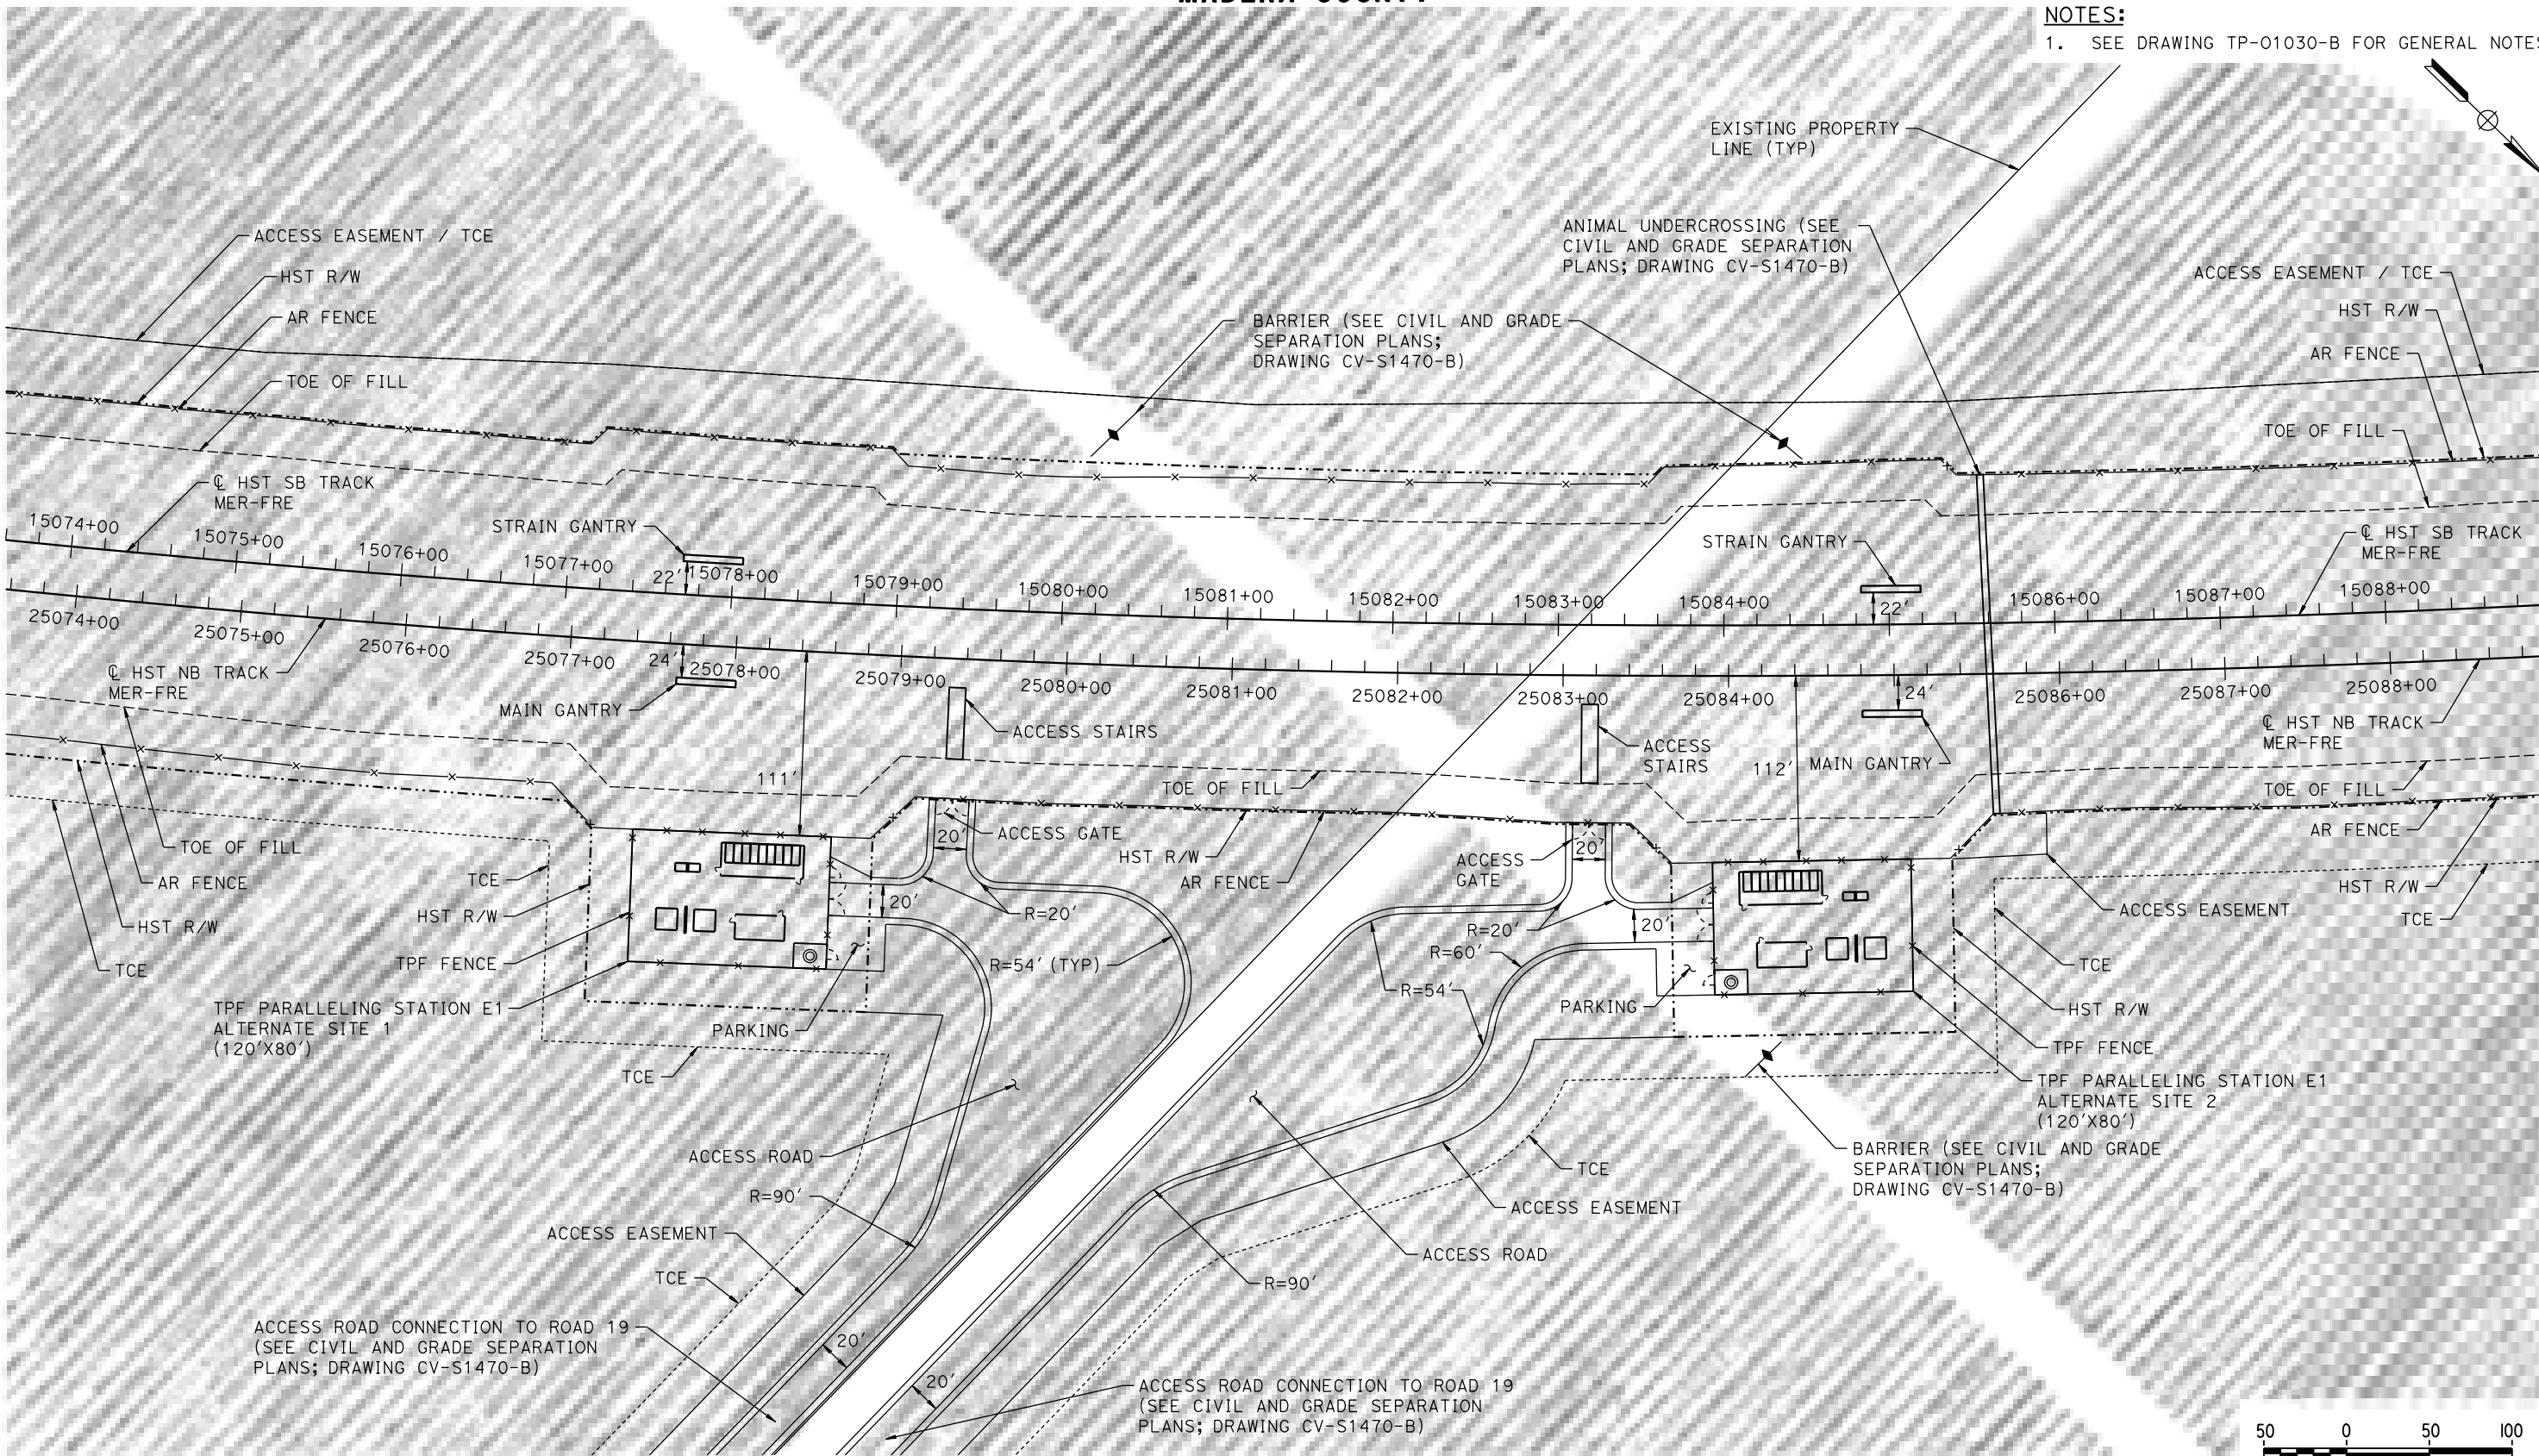 NOTES:
1. SEE DRAWING TP-01030-B FOR GENERAL NOTES
EXISTING PROPERTY
LINE (TYP)
ANIMAL UNDERCROSSING (SEE
CIVIL AND GRADE SEPARATION
PLANS; DRAWING CV-S1470-B)
ACCESS EASEMENT / TCE
HST R/W
AR FENCE
TOE OF FILL
BARRIER (SEE CIVIL AND GRADE
SEPARATION PLANS;
DRAWING CV-S1470-B)
ACCESS EASEMENT / TCE
HST R/W
AR FENCE
TOE OF FILL
℄ HST SB TRACK
MER-FRE
STRAIN GANTRY
22'
STRAIN GANTRY
22'
℄ HST SB TRACK
MER-FRE
15074+00
15075+00
15076+00
15077+00
15078+00
15079+00
15080+00
15081+00
15082+00
15083+00
15084+00
15086+00
15087+00
15088+00
25074+00
25075+00
25076+00
25077+00
25078+00
25079+00
25080+00
25081+00
25082+00
25083+00
25084+00
25086+00
25087+00
25088+00
℄ HST NB TRACK
MER-FRE
24'
MAIN GANTRY
ACCESS STAIRS
111'
TOE OF FILL
ACCESS
STAIRS
112'
MAIN GANTRY
24'
℄ HST NB TRACK
MER-FRE
TOE OF FILL
AR FENCE
HST R/W
TCE
TOE OF FILL
AR FENCE
HST R/W
TCE
TCE
HST R/W
TPF FENCE
TPF PARALLELING STATION E1
ALTERNATE SITE 1
(120'X80')
PARKING
TCE
20'
ACCESS GATE
20'
R=20'
R=54' (TYP)
HST R/W
AR FENCE
ACCESS
GATE
20'
R=20'
20'
R=60'
R=54'
PARKING
ACCESS EASEMENT
TCE
HST R/W
TPF FENCE
TPF PARALLELING STATION E1
ALTERNATE SITE 2
(120'X80')
BARRIER (SEE CIVIL AND GRADE
SEPARATION PLANS;
DRAWING CV-S1470-B)
ACCESS ROAD
R=90'
ACCESS EASEMENT
TCE
TCE
ACCESS EASEMENT
ACCESS ROAD
R=90'
ACCESS ROAD CONNECTION TO ROAD 19
(SEE CIVIL AND GRADE SEPARATION
PLANS; DRAWING CV-S1470-B)
20'
20'
ACCESS ROAD CONNECTION TO ROAD 19
(SEE CIVIL AND GRADE SEPARATION
PLANS; DRAWING CV-S1470-B)
50 0 50 100